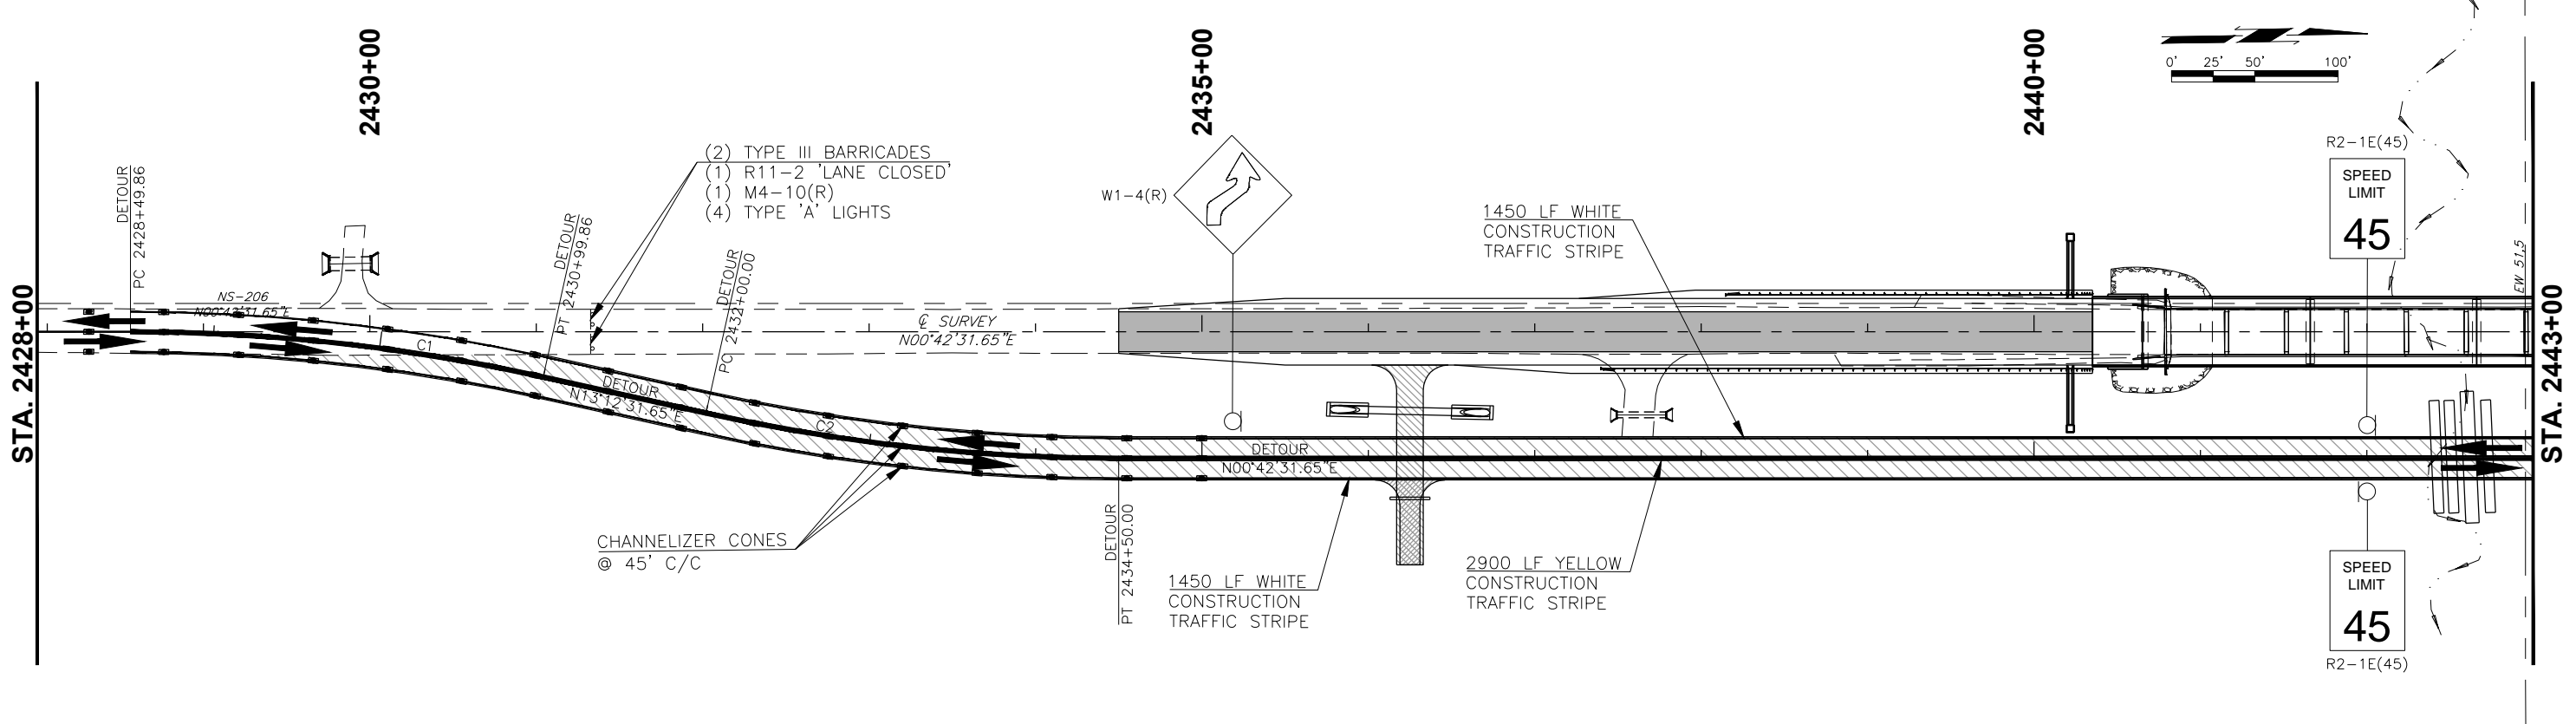 2430+00
2435+00
2440+00
0' 25' 50' 100'
STA. 2428+00
DETOUR
PC 2428+49.86
NS-206
N00°42'31.65"E
C1
DETOUR
PT 2430+99.86
(2) TYPE III BARRICADES
(1) R11-2 'LANE CLOSED'
(1) M4-10(R)
(4) TYPE 'A' LIGHTS
DETOUR
PC 2432+00.00
DETOUR
N13°12'31.65"E
C2
℄ SURVEY
N00°42'31.65"E
W1-4(R)
1450 LF WHITE
CONSTRUCTION
TRAFFIC STRIPE
R2-1E(45)
SPEED
LIMIT
45
EW 51.5
STA. 2443+00
DETOUR
N00°42'31.65"E
CHANNELIZER CONES
@ 45' C/C
DETOUR
PT 2434+50.00
1450 LF WHITE
CONSTRUCTION
TRAFFIC STRIPE
2900 LF YELLOW
CONSTRUCTION
TRAFFIC STRIPE
SPEED
LIMIT
45
R2-1E(45)